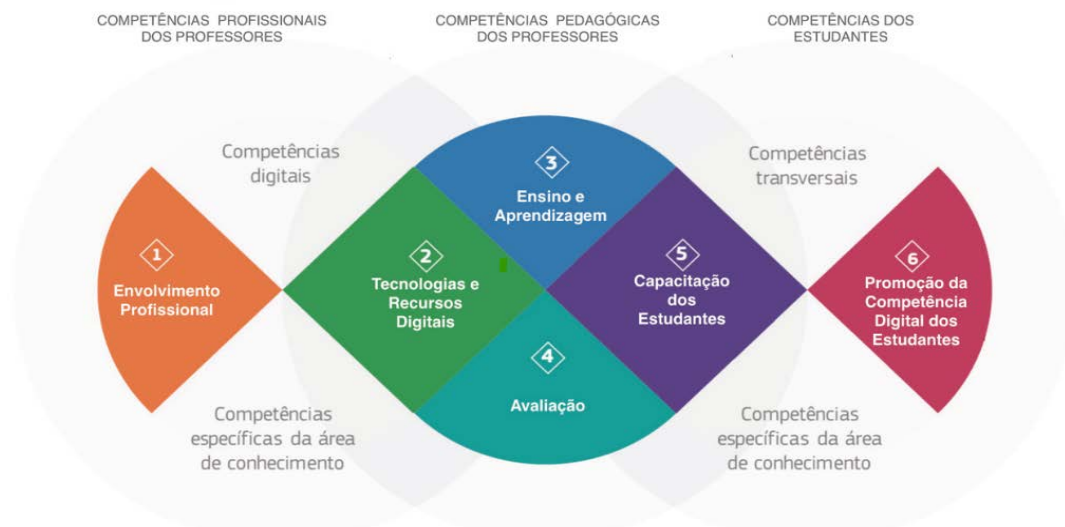 COMPETÊNCIAS PROFISSIONAIS
DOS PROFESSORES
COMPETÊNCIAS PEDAGÓGICAS
DOS PROFESSORES
COMPETÊNCIAS DOS
ESTUDANTES
Competências
digitais
Competências
transversais
1
Envolvimento
Profissional
2
Tecnologias e
Recursos
Digitais
3
Ensino e
Aprendizagem
4
Avaliação
5
Capacitação
dos
Estudantes
6
Promoção da
Competência
Digital dos
Estudantes
Competências
específicas da área
de conhecimento
Competências
específicas da área
de conhecimento